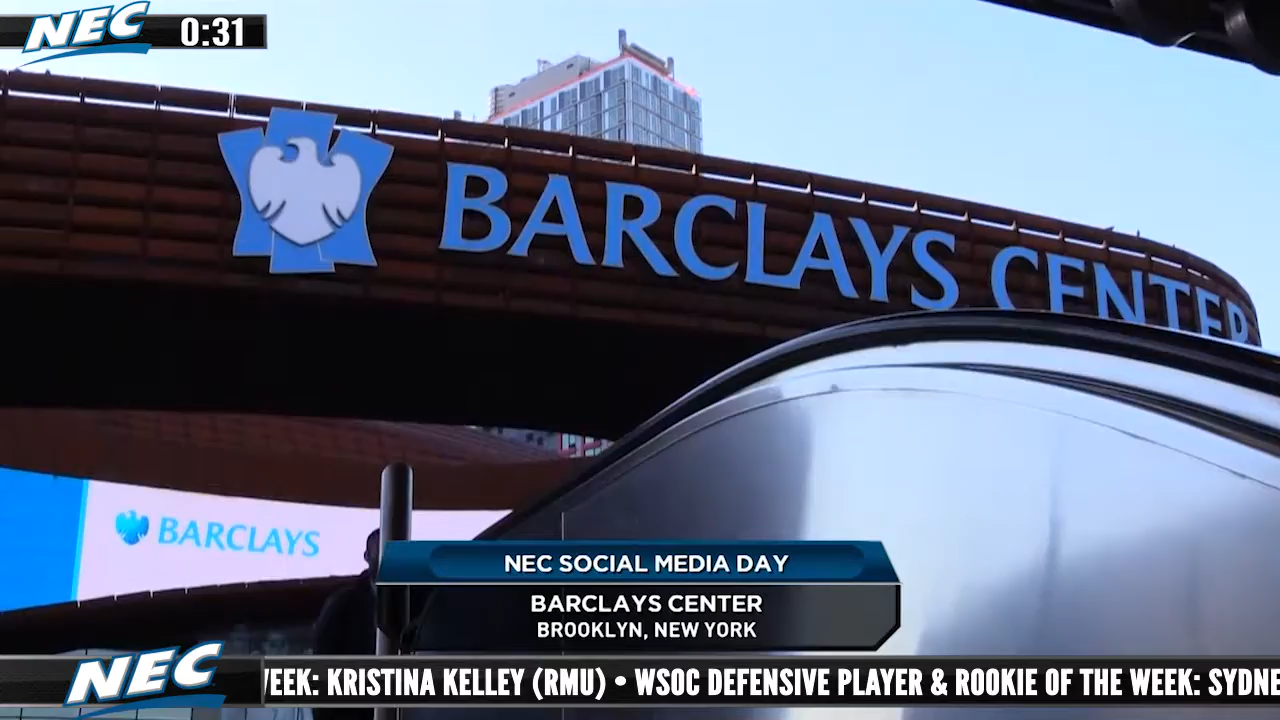 NEC 0:31
BARCLAYS CENTER
BARCLAYS
NEC SOCIAL MEDIA DAY
BARCLAYS CENTER
BROOKLYN, NEW YORK
NEC
EEK: KRISTINA KELLEY (RMU) • WSOC DEFENSIVE PLAYER & ROOKIE OF THE WEEK: SYDNE